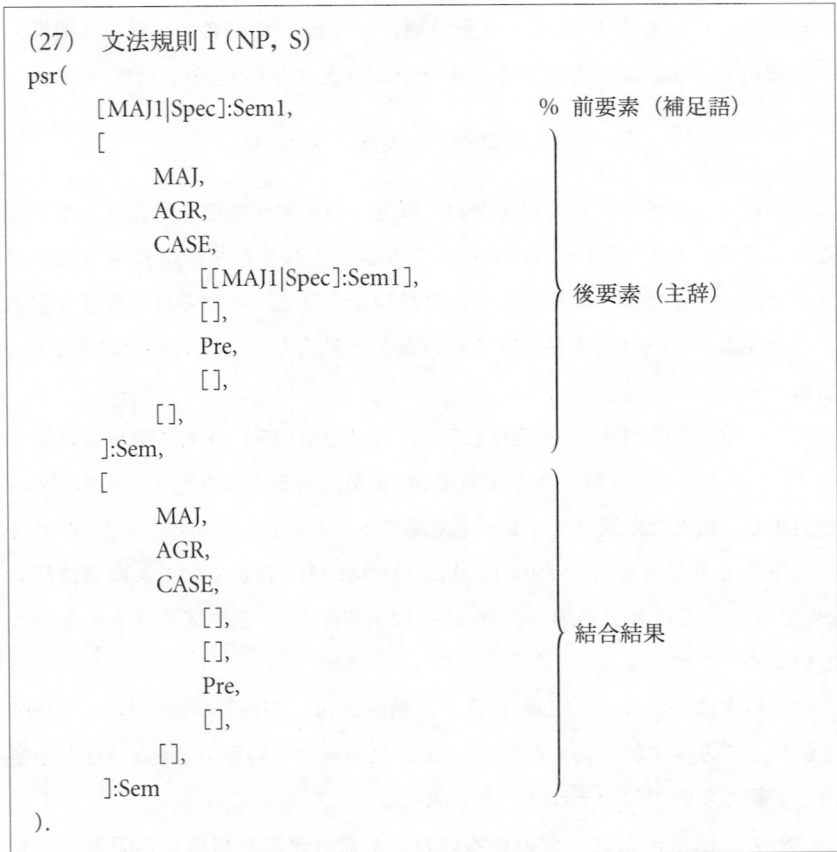 (27) 文法規則 I (NP, S)
psr(
[MAJ1|Spec]:Sem1, % 前要素(補足語)
[
MAJ,
AGR,
CASE,
[[MAJ1|Spec]:Sem1],
[],
Pre,
[],
[],
]:Sem,
後要素(主辞)
[
MAJ,
AGR,
CASE,
[],
[],
Pre,
[],
[],
]:Sem
結合結果
).